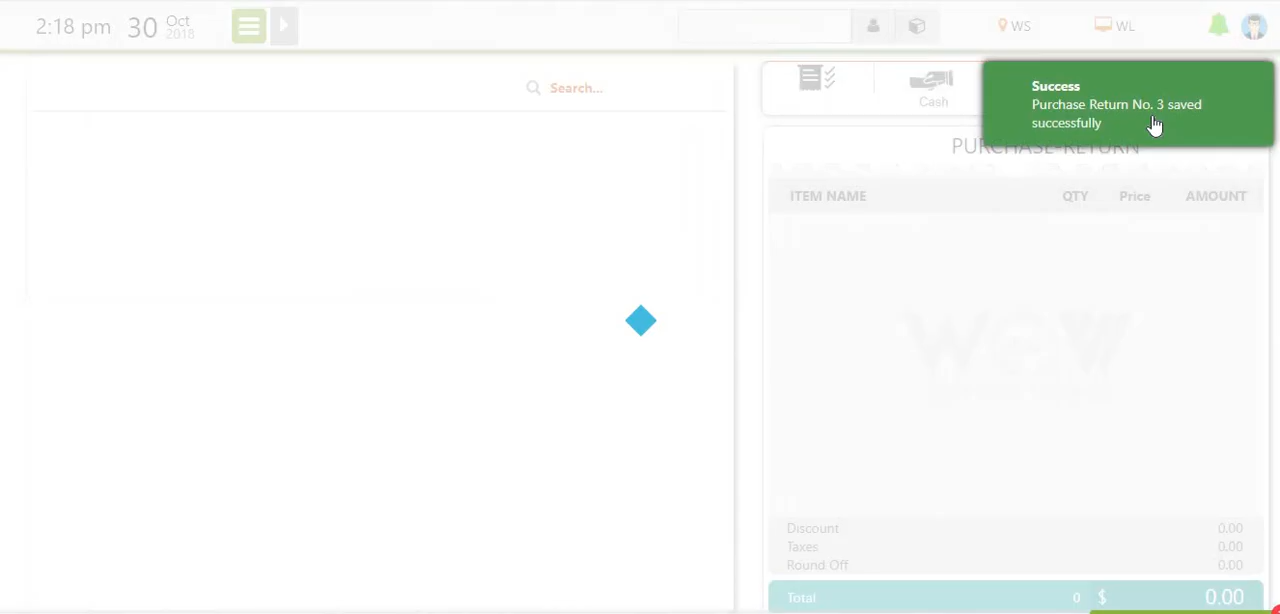 2:18 pm 30 Oct 2018
WS
WL
Search...
Cash
Success
Purchase Return No. 3 saved
successfully
PURCHASE-RETURN
ITEM NAME QTY Price AMOUNT
WOW
Discount 0.00
Taxes 0.00
Round Off 0.00
Total 0 $ 0.00